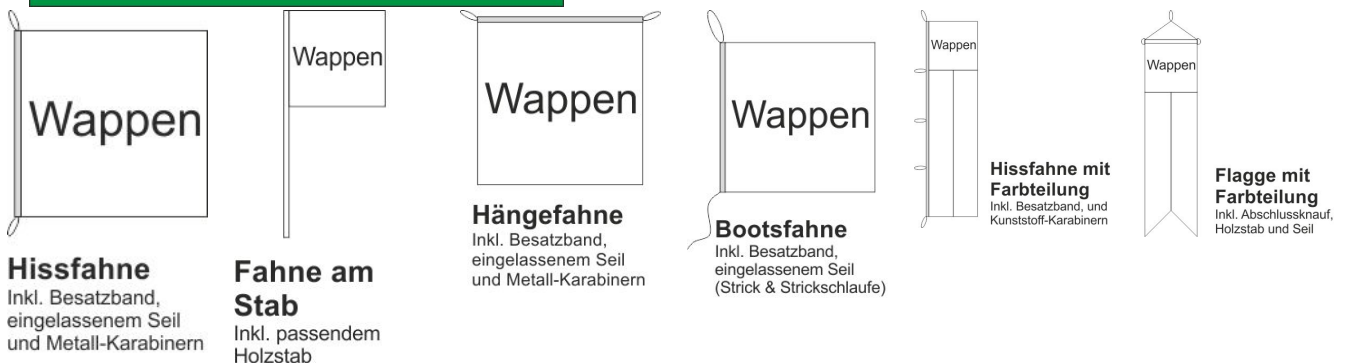 Wappen
Hissfahne
Inkl. Besatzband,
eingelassenem Seil
und Metall-Karabinern
Wappen
Fahne am
Stab
Inkl. passendem
Holzstab
Wappen
Hängefahne
Inkl. Besatzband,
eingelassenem Seil
und Metall-Karabinern
Wappen
Bootsfahne
Inkl. Besatzband,
eingelassenem Seil
(Strick & Strickschlaufe)
Wappen
Hissfahne mit
Farbteilung
Inkl. Besatzband, und
Kunststoff-Karabinern
Wappen
Flagge mit
Farbteilung
Inkl. Abschlussknauf,
Holzstab und Seil